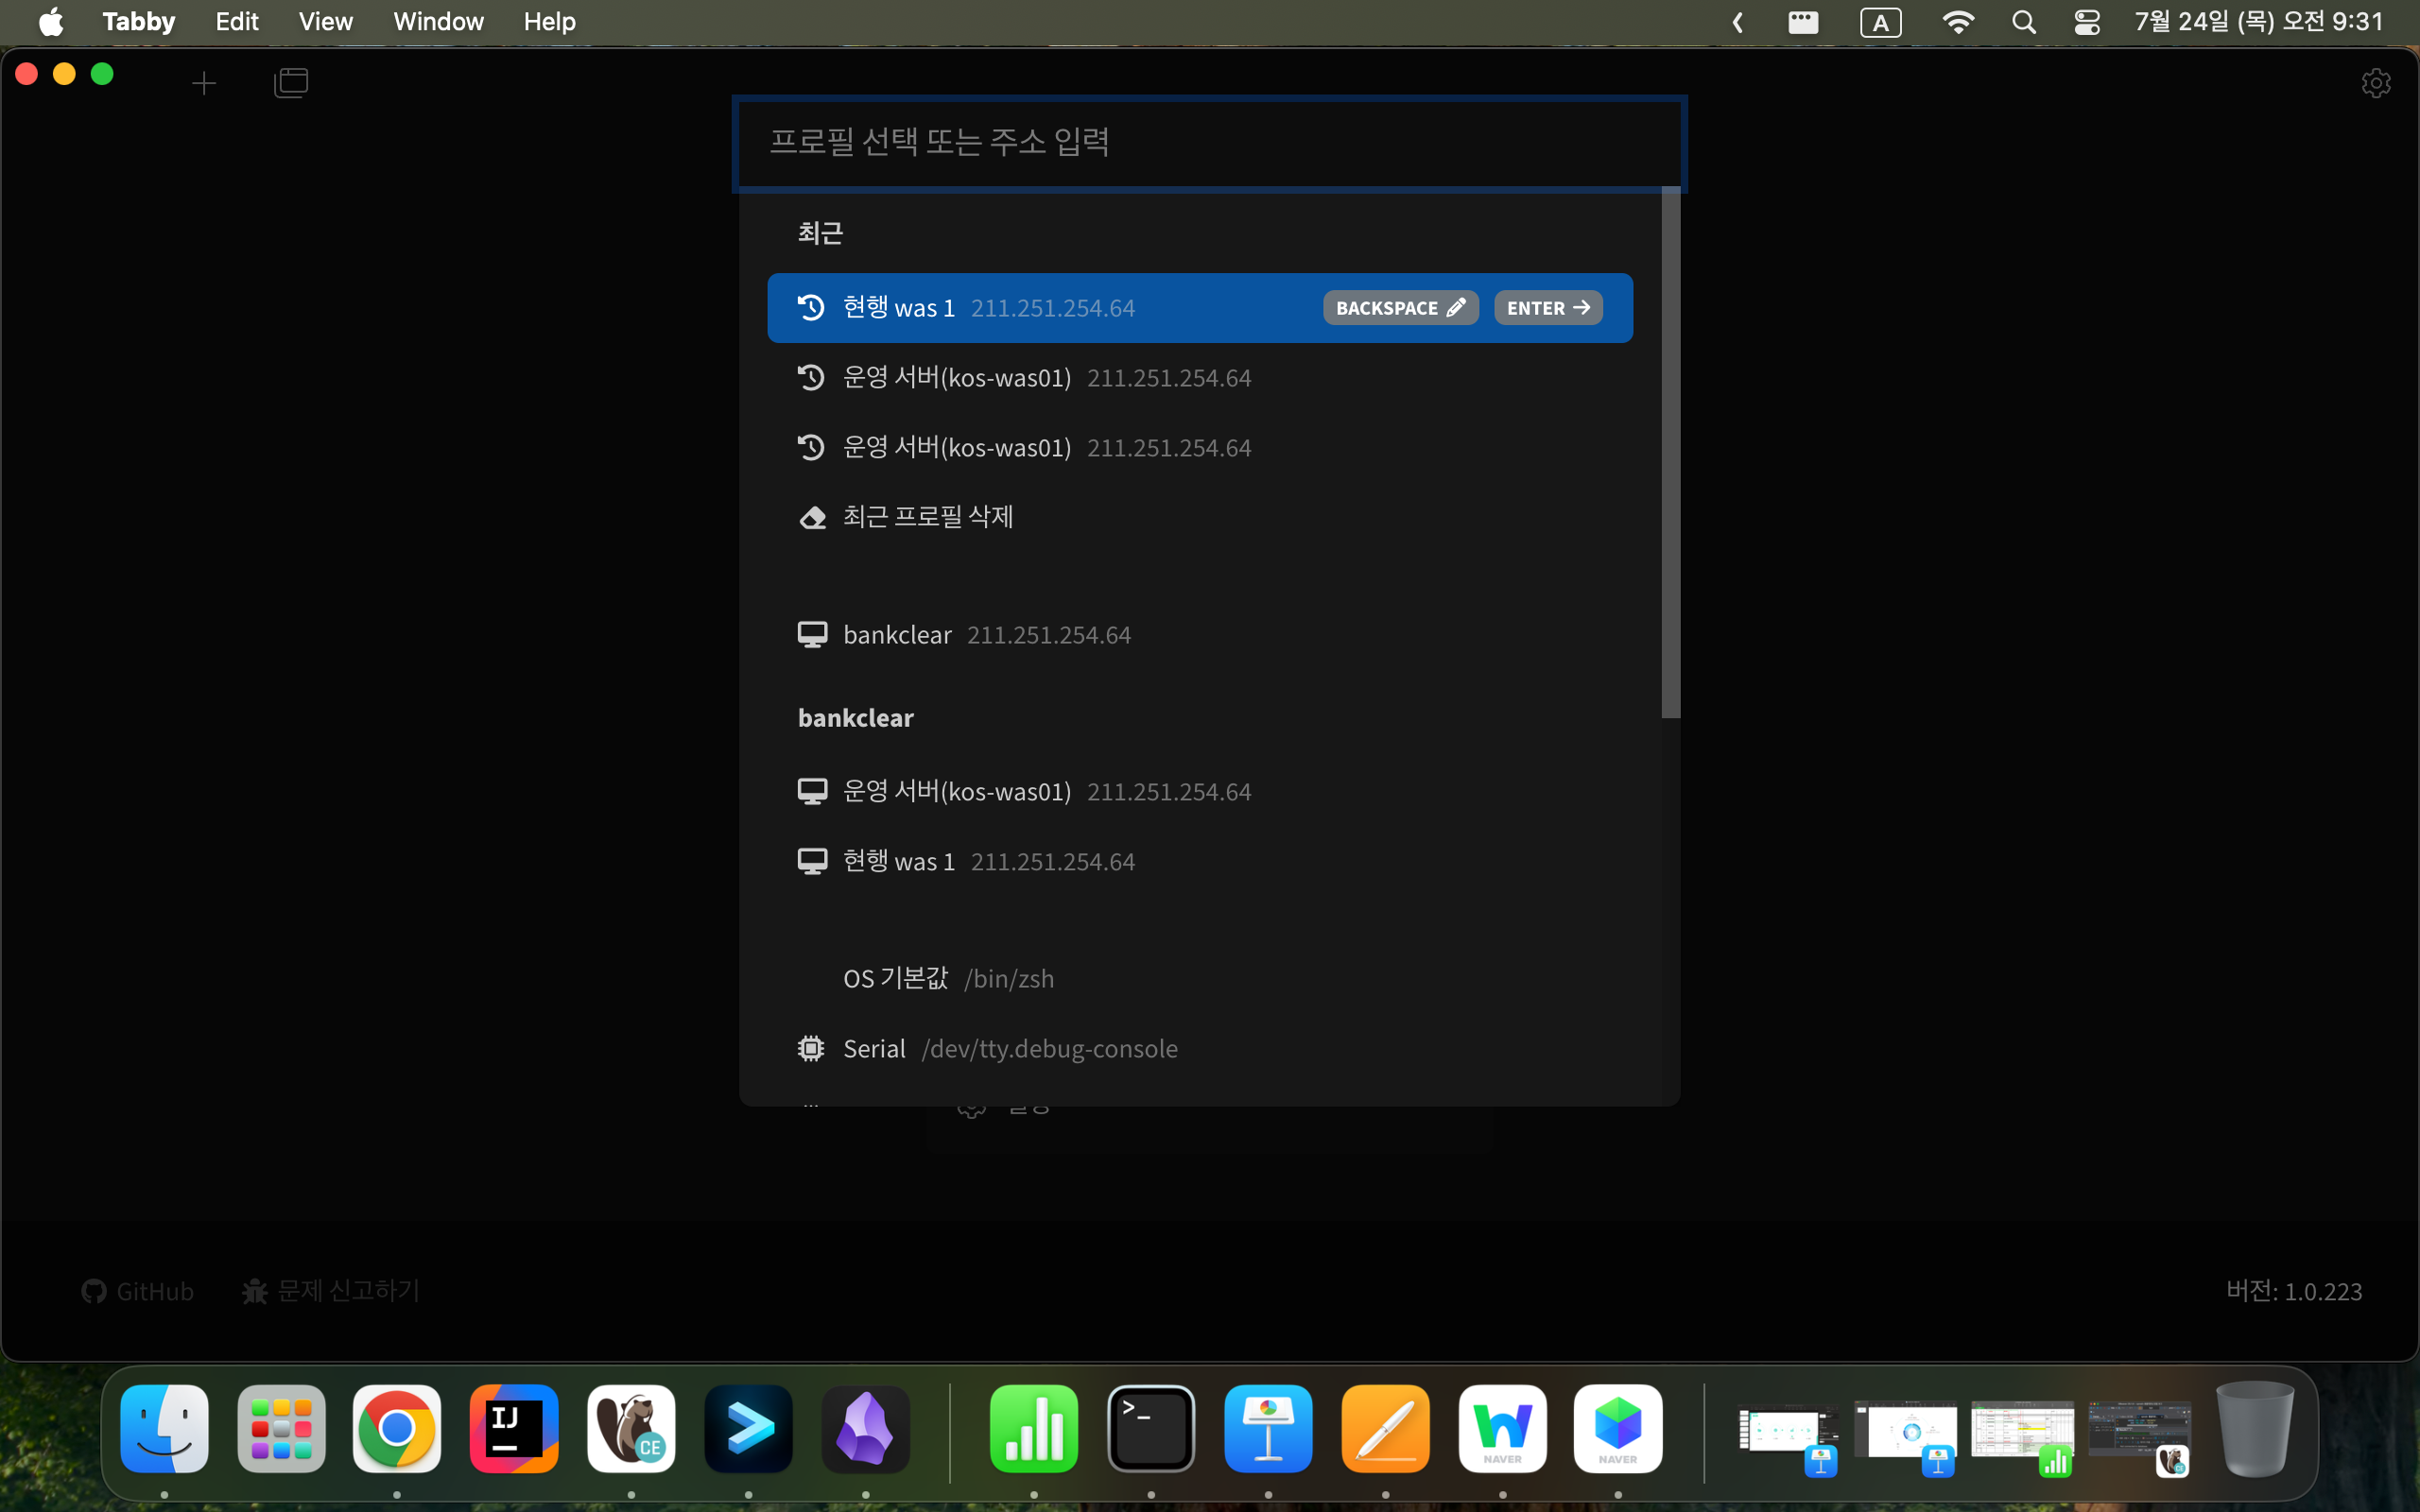 Tabby Edit View Window Help A 7월 24일 (목) 오전 9:31
프로필 선택 또는 주소 입력
최근
현행 was 1 211.251.254.64 BACKSPACE ENTER
운영 서버(kos-was01) 211.251.254.64
운영 서버(kos-was01) 211.251.254.64
최근 프로필 삭제
bankclear 211.251.254.64
bankclear
운영 서버(kos-was01) 211.251.254.64
현행 was 1 211.251.254.64
OS 기본값 /bin/zsh
Serial /dev/tty.debug-console
GitHub 문제 신고하기 버전: 1.0.223
IJ CE >_ NAVER NAVER